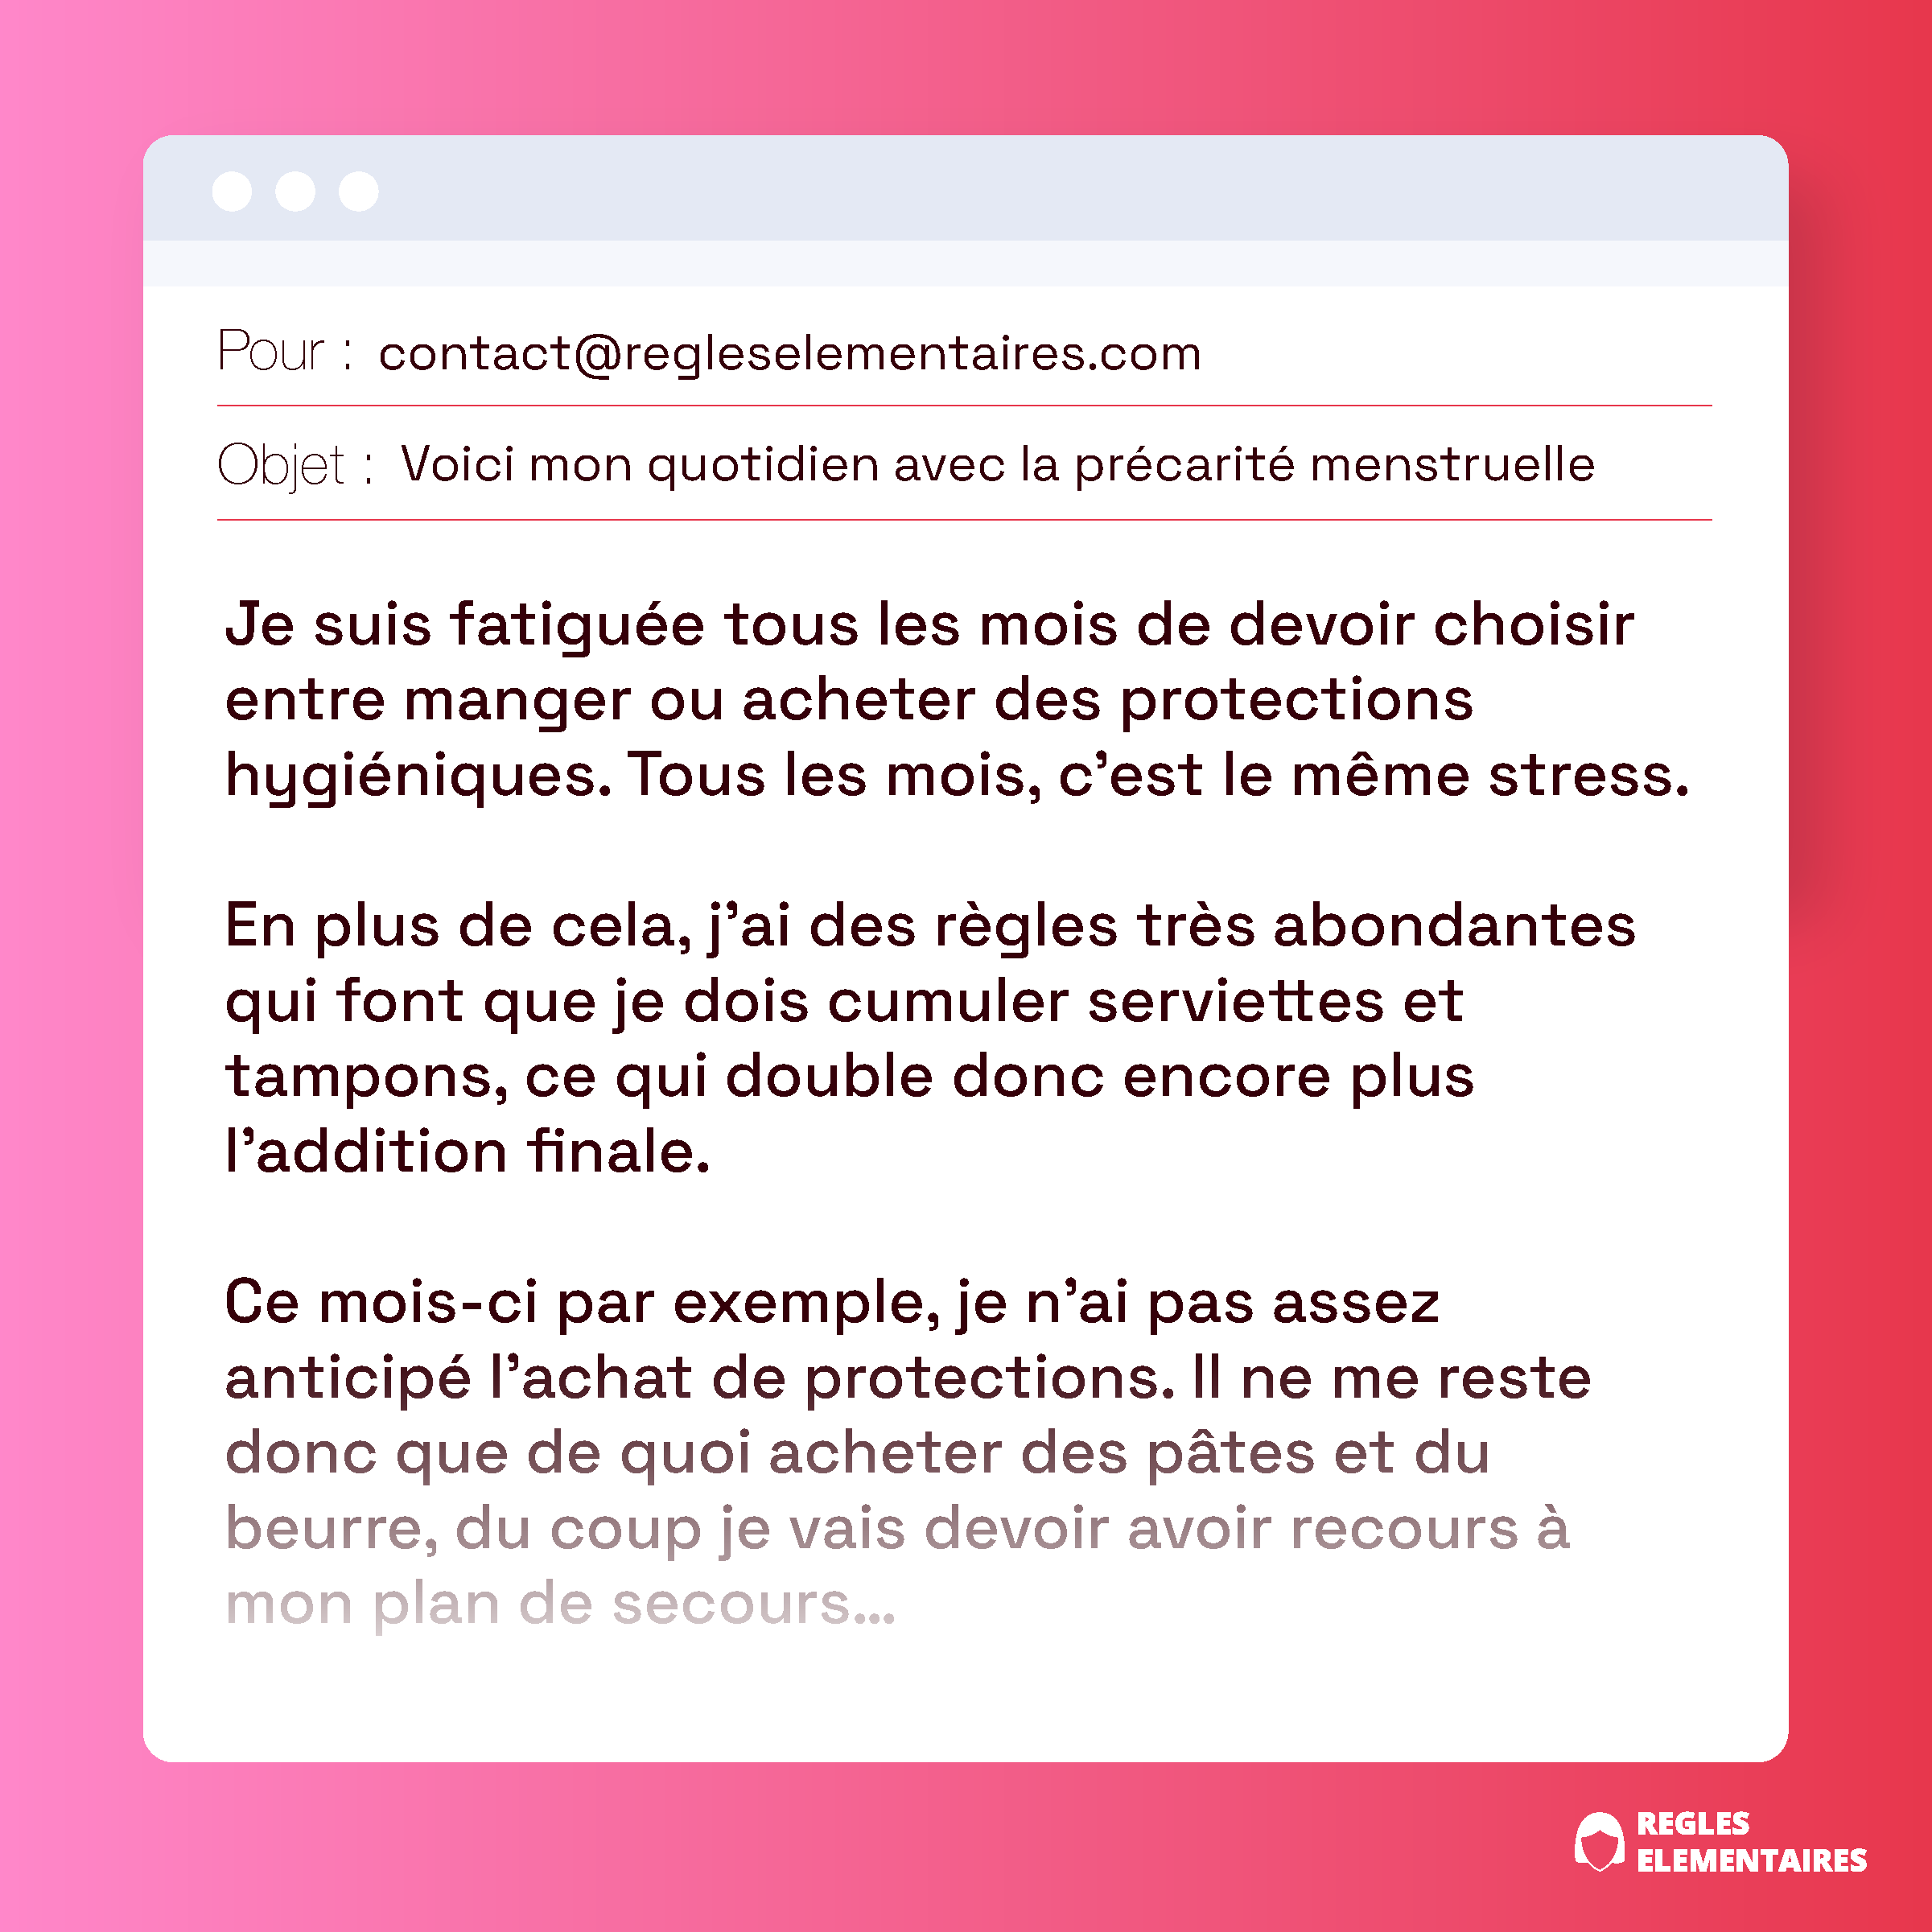 Pour : contact@regleselementaires.com
Objet : Voici mon quotidien avec la précarité menstruelle
Je suis fatiguée tous les mois de devoir choisir
entre manger ou acheter des protections
hygiéniques. Tous les mois, c’est le même stress.
En plus de cela, j’ai des règles très abondantes
qui font que je dois cumuler serviettes et
tampons, ce qui double donc encore plus
l’addition finale.
Ce mois-ci par exemple, je n’ai pas assez
anticipé l’achat de protections. Il ne me reste
donc que de quoi acheter des pâtes et du
beurre, du coup je vais devoir avoir recours à
mon plan de secours...
REGLES
ELEMENTAIRES